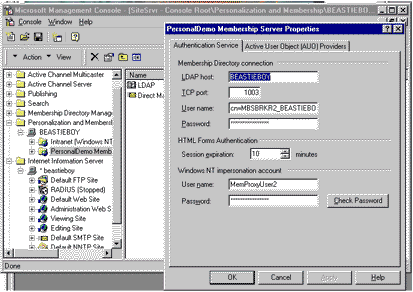 Microsoft Management Console - [SiteSrvr - Console Root\Personalization and Membership\BEASTIEBO
Console Window Help
Action View
Name
Active Channel Multicaster
Active Channel Server
Publishing
Search
Membership Directory Manag
Personalization and Membersl
BEASTIEBOY
Intranet (Windows NT
PersonalDemo Memb
Internet Information Server
* beastieboy
Default FTP Site
RADIUS (Stopped)
Default Web Site
Administration Web S
Viewing Site
Editing Site
Default SMTP Site
Default NNTP Site
LDAP
Direct Ma
Done
PersonalDemo Membership Server Properties
Authentication Service
Active User Object (AUO) Providers
Membership Directory connection
LDAP host:
BEASTIEBOY
TCP port:
1003
User name:
cn=MBSBRKR2_BEASTIEBO
Password:
HTML Forms Authentication
Session expiration:
10
minutes
Windows NT impersonation account
User name:
MemProxyUser2
Password:
Check Password
OK
Cancel
Apply
Help